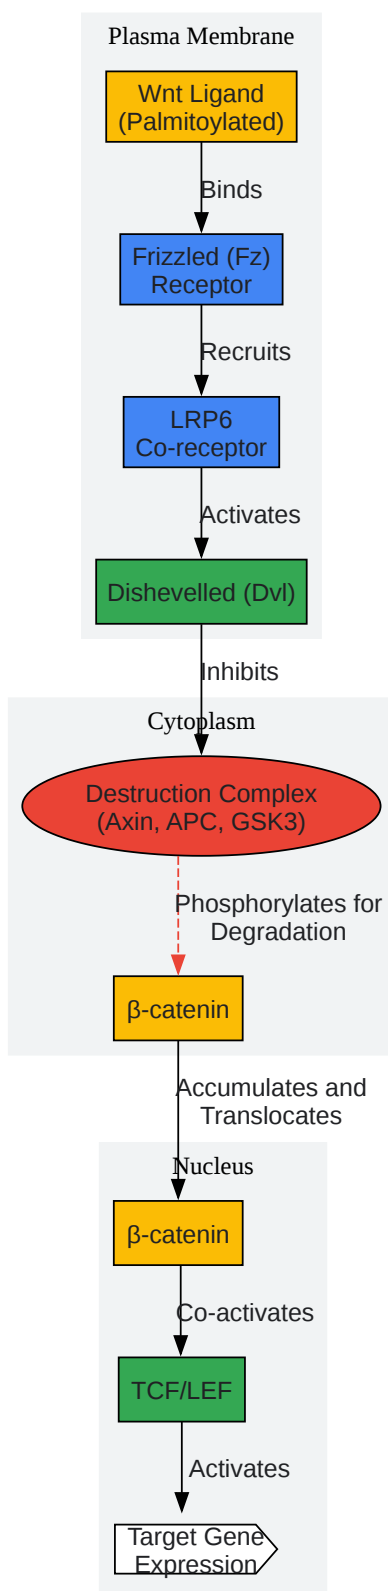 Plasma Membrane
Wnt Ligand
(Palmitoylated)
Binds
Frizzled (Fz)
Receptor
Recruits
LRP6
Co-receptor
Activates
Dishevelled (Dvl)
Inhibits
Cytoplasm
Destruction Complex
(Axin, APC, GSK3)
Phosphorylates for
Degradation
β-catenin
Accumulates and
Translocates
Nucleus
β-catenin
Co-activates
TCF/LEF
Activates
Target Gene
Expression